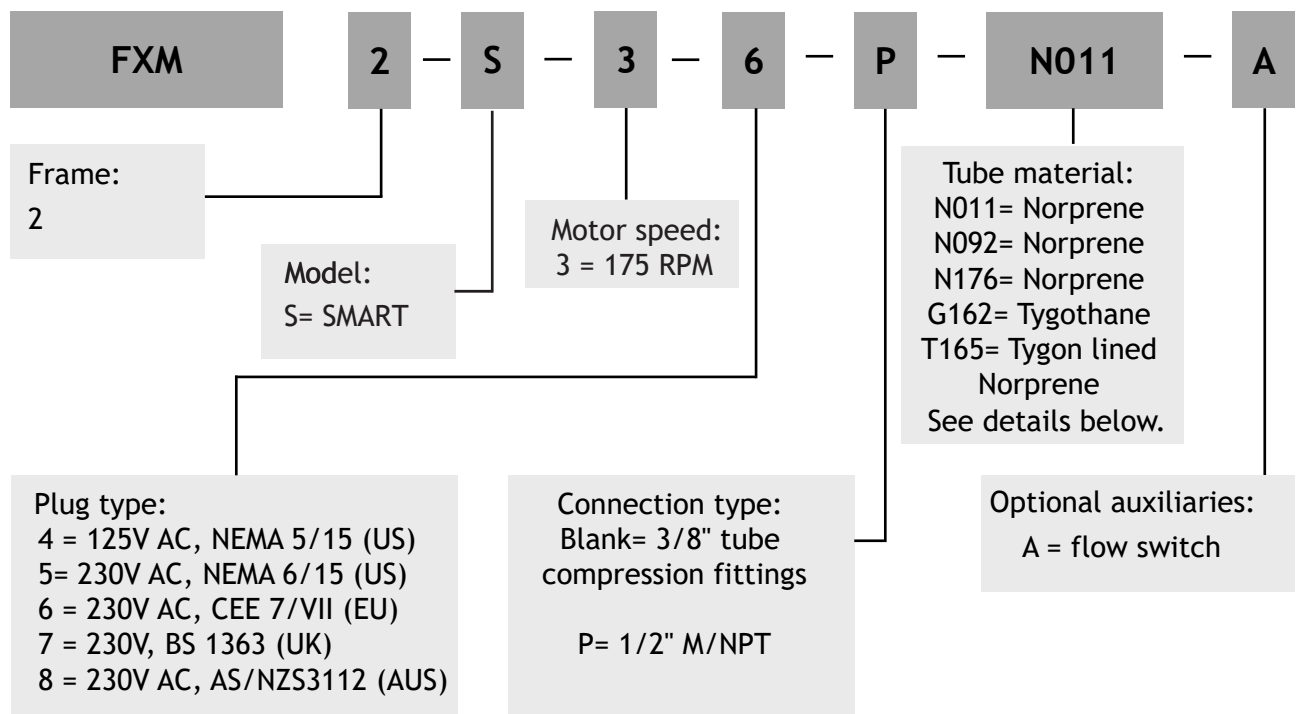 FXM 2 – S – 3 – 6 – P – N011 – A
Frame:
2
Model:
S= SMART
Motor speed:
3 = 175 RPM
Tube material:
N011= Norprene
N092= Norprene
N176= Norprene
G162= Tygothane
T165= Tygon lined
Norprene
See details below.
Plug type:
4 = 125V AC, NEMA 5/15 (US)
5= 230V AC, NEMA 6/15 (US)
6 = 230V AC, CEE 7/VII (EU)
7 = 230V, BS 1363 (UK)
8 = 230V AC, AS/NZS3112 (AUS)
Connection type:
Blank= 3/8" tube
compression fittings
P= 1/2" M/NPT
Optional auxiliaries:
A = flow switch